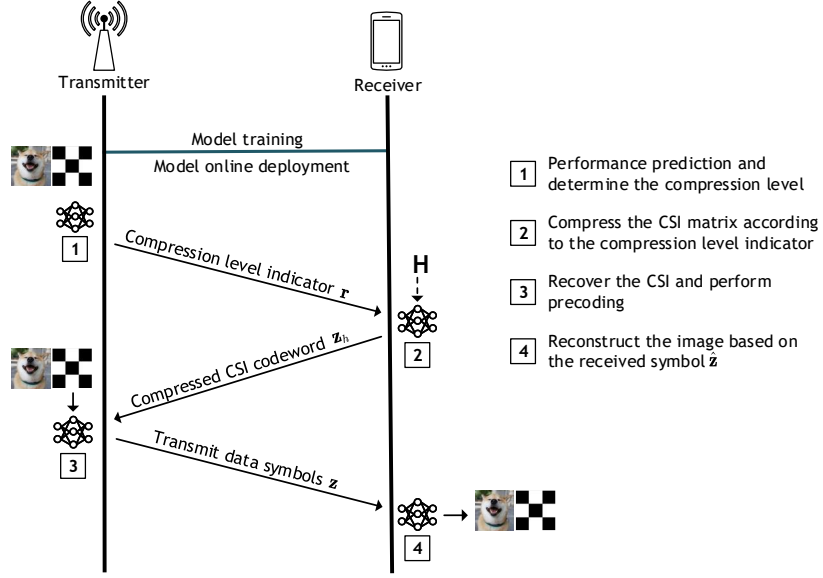 Transmitter
Receiver
Model training
Model online deployment
1
Compression level indicator r
H
2
Compressed CSI codeword z_h
3
Transmit data symbols z
4
1 Performance prediction and
determine the compression level
2 Compress the CSI matrix according
to the compression level indicator
3 Recover the CSI and perform
precoding
4 Reconstruct the image based on
the received symbol ẑ